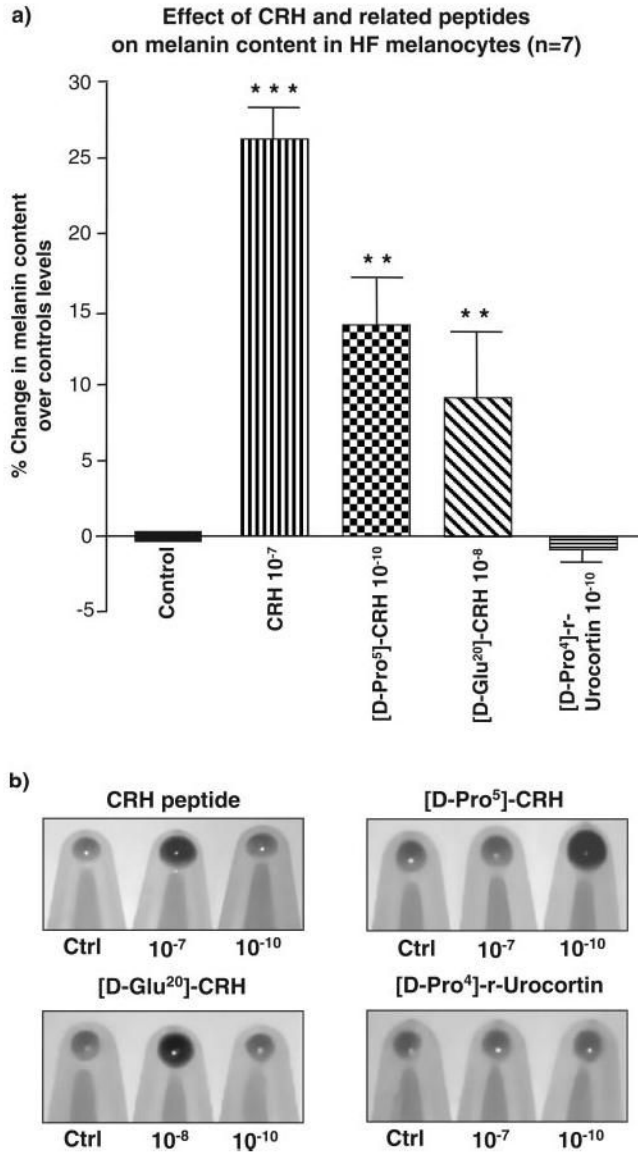 a)
Effect of CRH and related peptides
on melanin content in HF melanocytes (n=7)
% Change in melanin content
over controls levels
30
25
20
15
10
5
0
-5
***
**
**
Control
CRH 10⁻⁷
[D-Pro⁵]-CRH 10⁻¹⁰
[D-Glu²⁰]-CRH 10⁻⁸
[D-Pro⁴]-r-
Urocortin 10⁻¹⁰
b)
CRH peptide
Ctrl 10⁻⁷ 10⁻¹⁰
[D-Pro⁵]-CRH
Ctrl 10⁻⁷ 10⁻¹⁰
[D-Glu²⁰]-CRH
Ctrl 10⁻⁸ 10⁻¹⁰
[D-Pro⁴]-r-Urocortin
Ctrl 10⁻⁷ 10⁻¹⁰